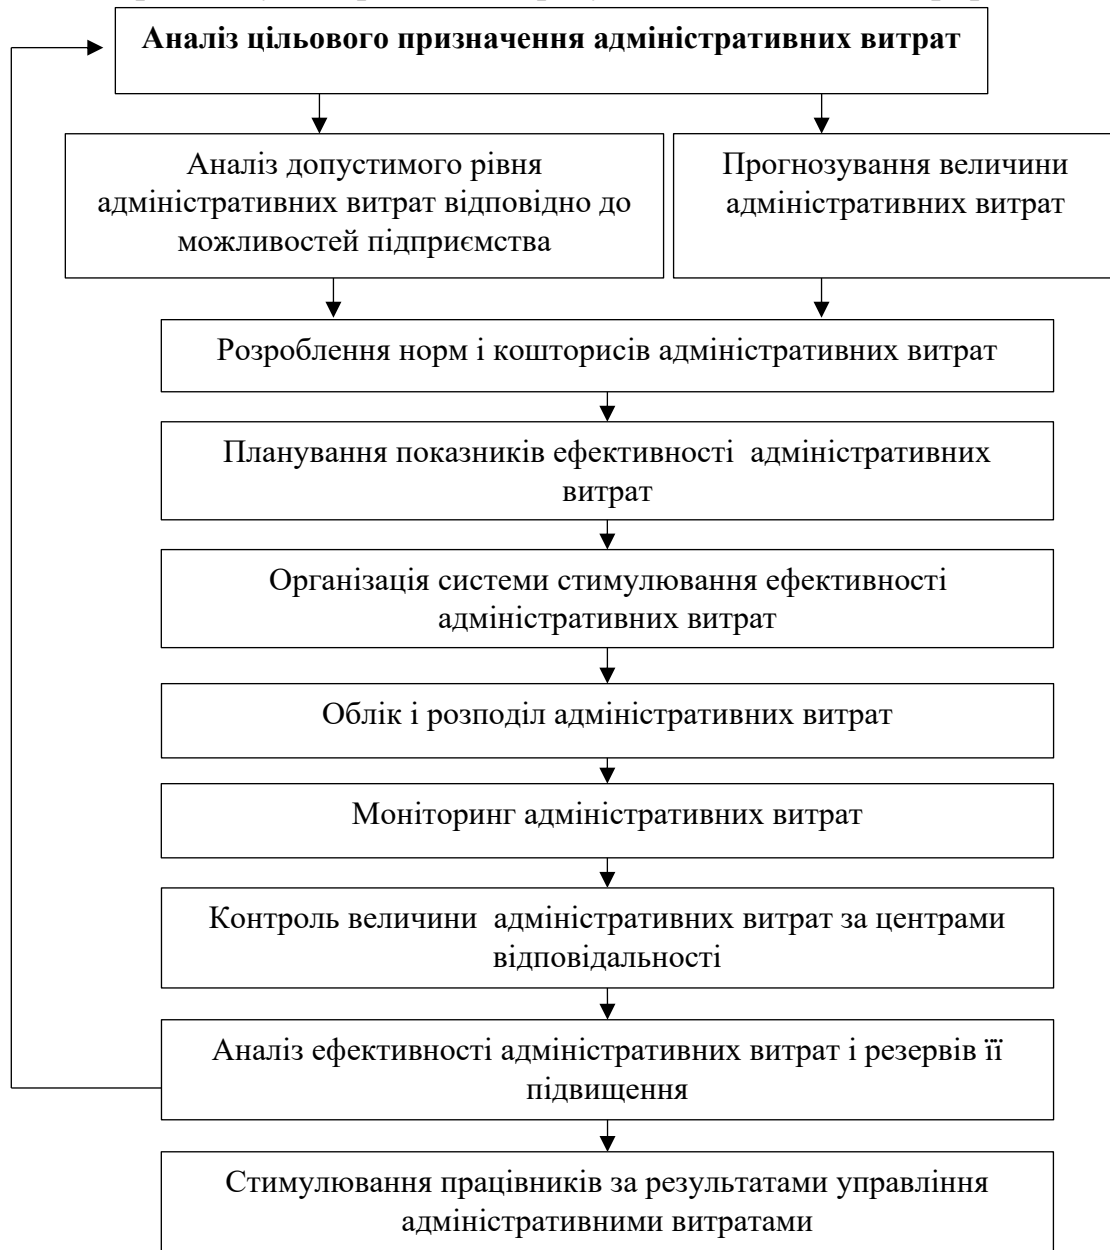 Аналіз цільового призначення адміністративних витрат
Аналіз допустимого рівня
адміністративних витрат відповідно до
можливостей підприємства
Прогнозування величини
адміністративних витрат
Розроблення норм і кошторисів адміністративних витрат
Планування показників ефективності адміністративних
витрат
Організація системи стимулювання ефективності
адміністративних витрат
Облік і розподіл адміністративних витрат
Моніторинг адміністративних витрат
Контроль величини адміністративних витрат за центрами
відповідальності
Аналіз ефективності адміністративних витрат і резервів її
підвищення
Стимулювання працівників за результатами управління
адміністративними витратами